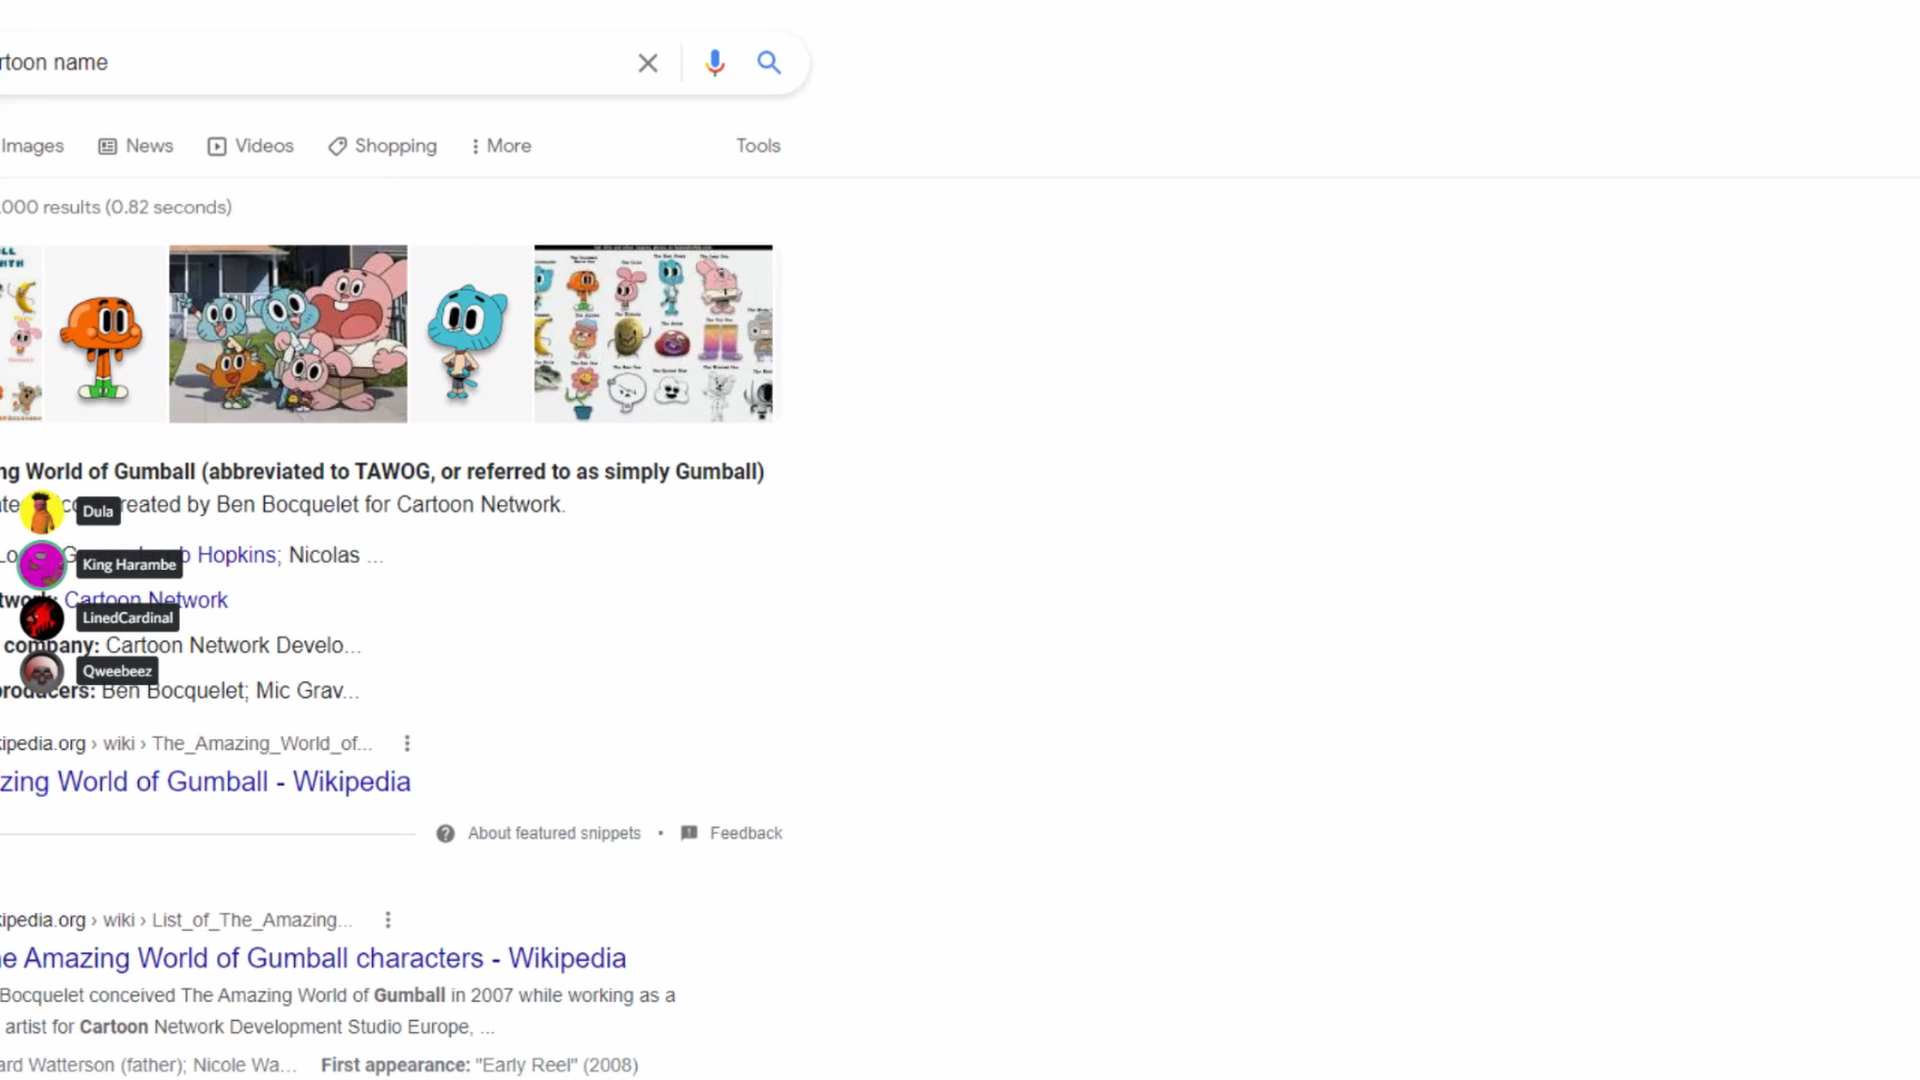 rtoon name
Images News Videos Shopping More Tools
000 results (0.82 seconds)
ng World of Gumball (abbreviated to TAWOG, or referred to as simply Gumball)
reated by Ben Bocquelet for Cartoon Network.
Dula
Hopkins; Nicolas ...
King Harambe
Cartoon Network
LinedCardinal
company: Cartoon Network Develo...
Qweebeez
producers: Ben Bocquelet; Mic Grav...
kipedia.org › wiki › The_Amazing_World_of...
zing World of Gumball - Wikipedia
About featured snippets • Feedback
kipedia.org › wiki › List_of_The_Amazing...
e Amazing World of Gumball characters - Wikipedia
Bocquelet conceived The Amazing World of Gumball in 2007 while working as a
artist for Cartoon Network Development Studio Europe, ...
ard Watterson (father); Nicole Wa... First appearance: "Early Reel" (2008)